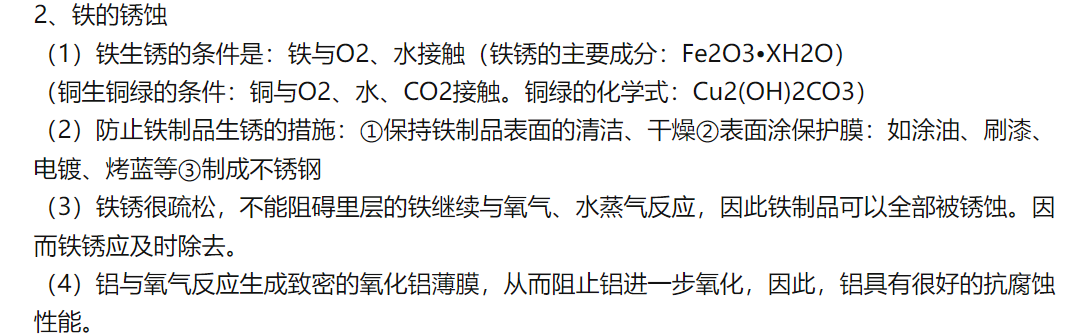 2、铁的锈蚀
（1）铁生锈的条件是：铁与O2、水接触（铁锈的主要成分：Fe2O3•XH2O）
（铜生铜绿的条件：铜与O2、水、CO2接触。铜绿的化学式：Cu2(OH)2CO3）
（2）防止铁制品生锈的措施：①保持铁制品表面的清洁、干燥②表面涂保护膜：如涂油、刷漆、
电镀、烤蓝等③制成不锈钢
（3）铁锈很疏松，不能阻碍里层的铁继续与氧气、水蒸气反应，因此铁制品可以全部被锈蚀。因
而铁锈应及时除去。
（4）铝与氧气反应生成致密的氧化铝薄膜，从而阻止铝进一步氧化，因此，铝具有很好的抗腐蚀
性能。